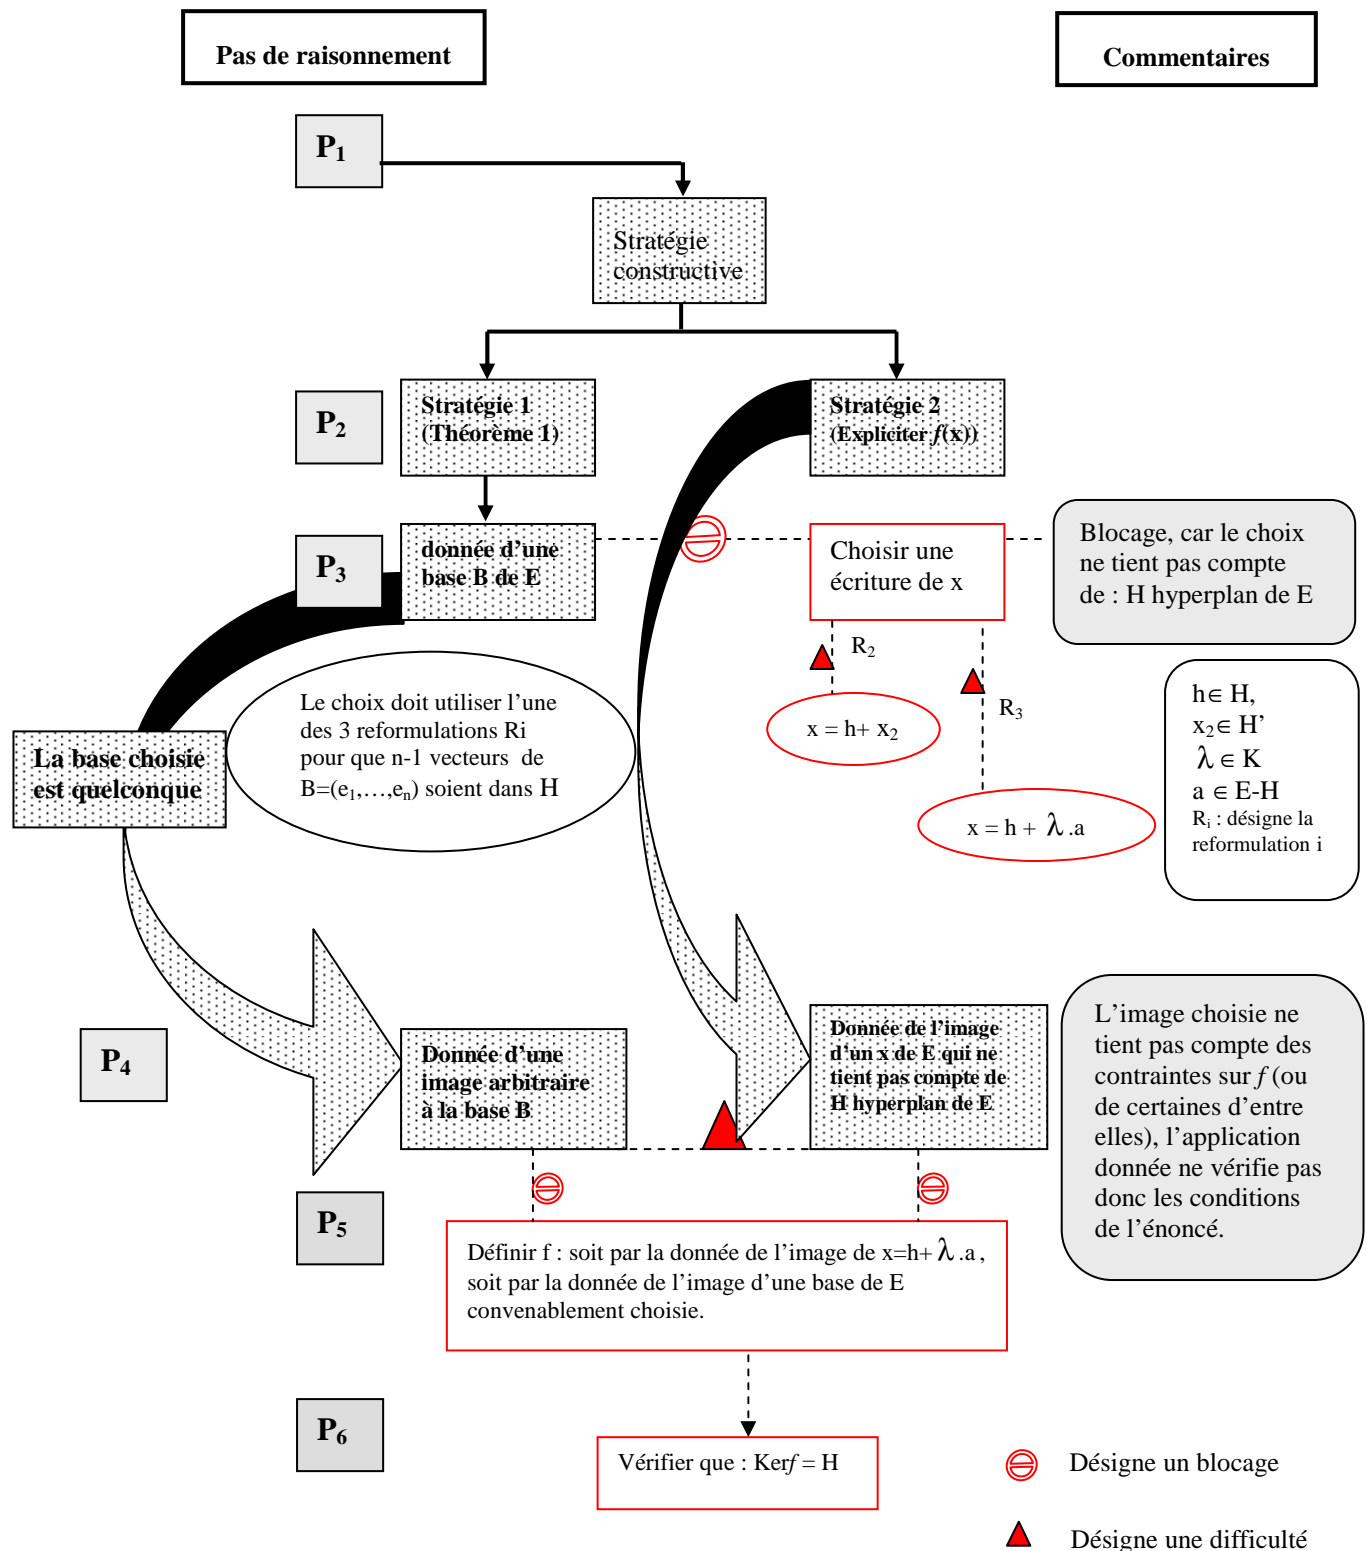 Pas de raisonnement
Commentaires
P1
Stratégie
constructive
P2
Stratégie 1
(Théorème 1)
Stratégie 2
(Expliciter f(x))
P3
donnée d’une
base B de E
Choisir une
écriture de x
Blocage, car le choix
ne tient pas compte
de : H hyperplan de E
R2
R3
Le choix doit utiliser l’une
des 3 reformulations Ri
pour que n-1 vecteurs de
B=(e1,…,en) soient dans H
x = h+ x2
h∈ H,
x2∈ H’
λ ∈ K
a ∈ E-H
Ri : désigne la
reformulation i
La base choisie
est quelconque
x = h + λ .a
P4
Donnée d’une
image arbitraire
à la base B
Donnée de l’image
d’un x de E qui ne
tient pas compte de
H hyperplan de E
L’image choisie ne
tient pas compte des
contraintes sur f (ou
de certaines d’entre
elles), l’application
donnée ne vérifie pas
donc les conditions
de l’énoncé.
P5
Définir f : soit par la donnée de l’image de x=h+ λ .a ,
soit par la donnée de l’image d’une base de E
convenablement choisie.
P6
Vérifier que : Kerf = H
Désigne un blocage
Désigne une difficulté